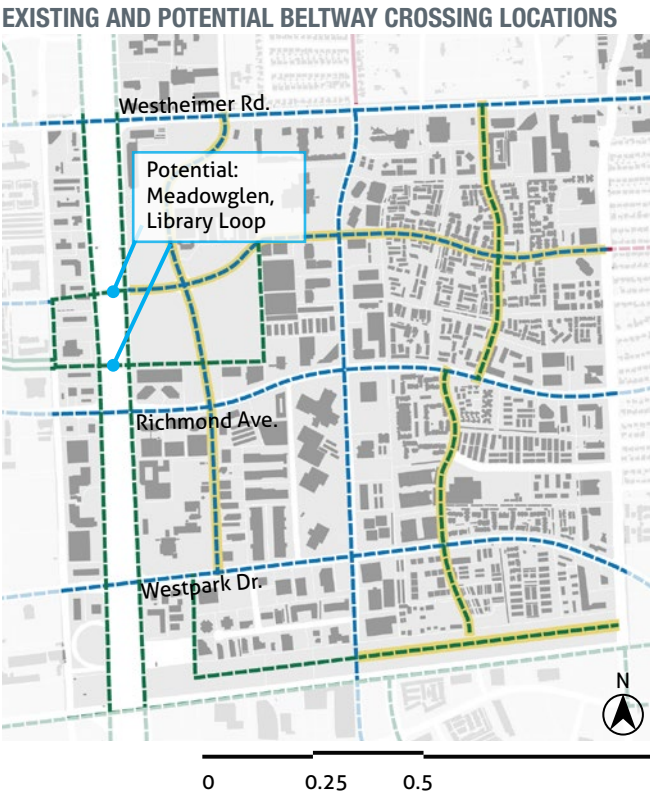 EXISTING AND POTENTIAL BELTWAY CROSSING LOCATIONS
Westheimer Rd.
Potential:
Meadowglen,
Library Loop
Richmond Ave.
Westpark Dr.
N
0 0.25 0.5